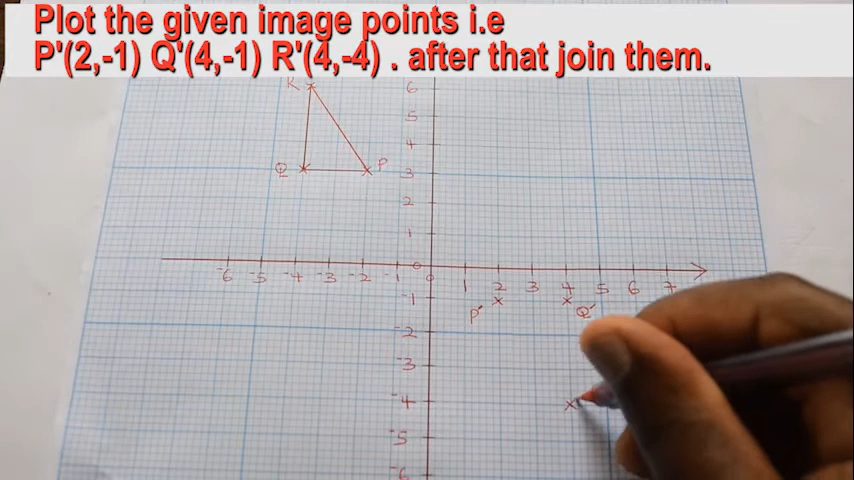 Plot the given image points i.e
P'(2,-1) Q'(4,-1) R'(4,-4) . after that join them.
R 6
5
4
Q P 3
2
1
-6 -5 -4 -3 -2 -1 0 0 1 2 3 4 5 6 7
P' -1 Q'
-2
-3
-4
-5
-6